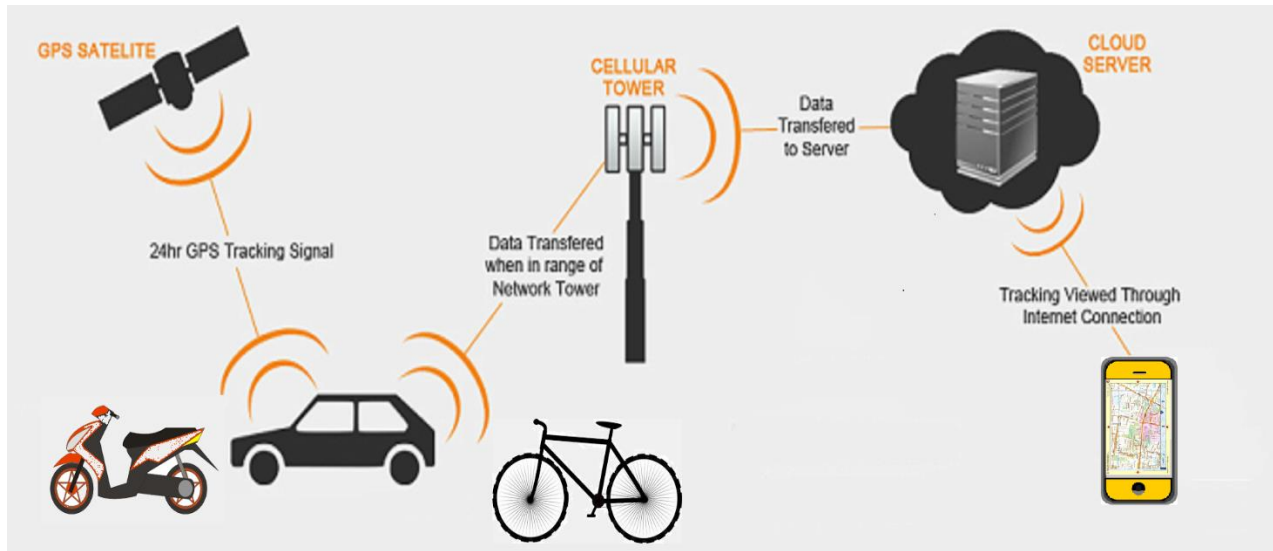 GPS SATELITE
24hr GPS Tracking Signal
CELLULAR
TOWER
Data Transfered
when in range of
Network Tower
Data
Transfered
to Server
CLOUD
SERVER
Tracking Viewed Through
Internet Connection